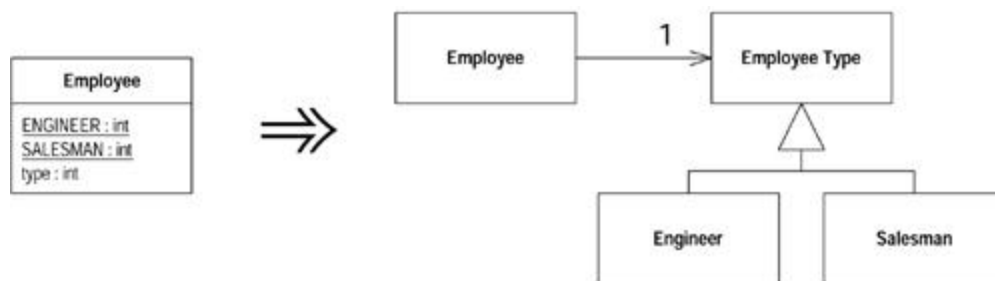 Employee
ENGINEER : int
SALESMAN : int
type : int
Employee
1
Employee Type
Engineer
Salesman